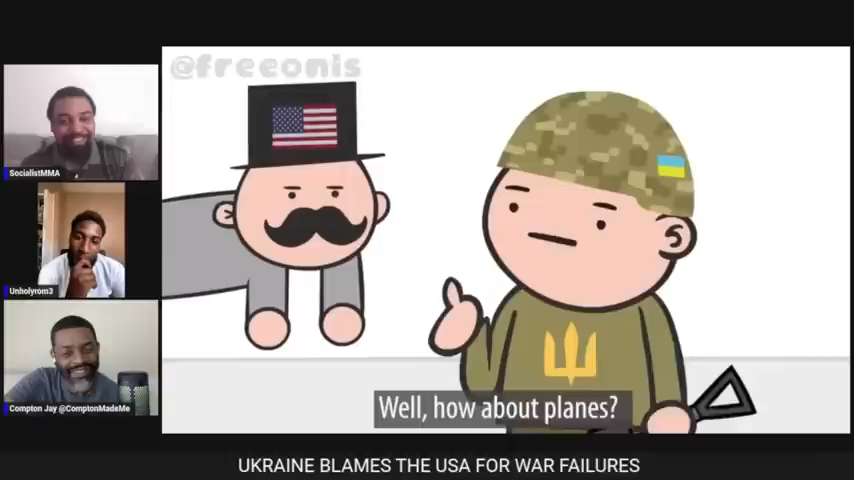 @freeonis
SocialistMMA
Unholyrom3
Compton Jay @ComptonMadeMe
Well, how about planes?
UKRAINE BLAMES THE USA FOR WAR FAILURES